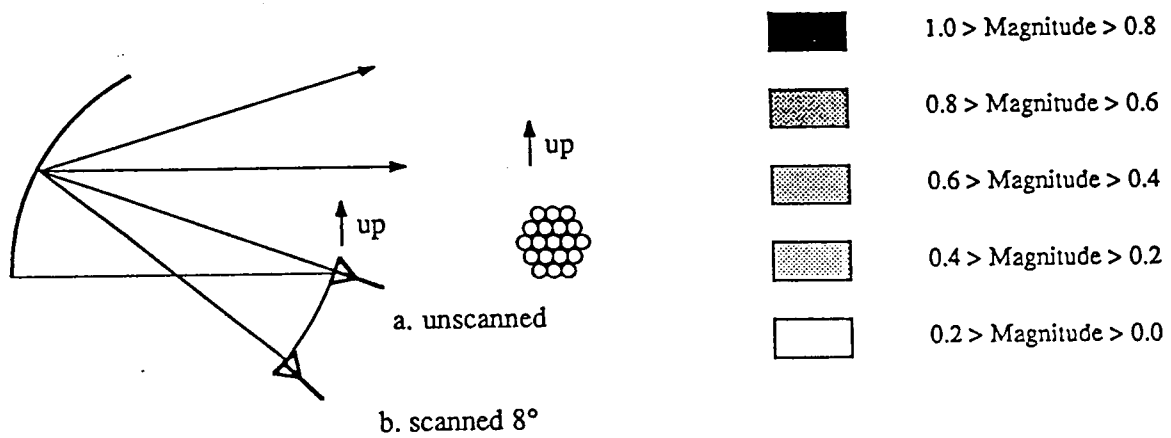 1.0 > Magnitude > 0.8
0.8 > Magnitude > 0.6
up
0.6 > Magnitude > 0.4
up
0.4 > Magnitude > 0.2
a. unscanned
0.2 > Magnitude > 0.0
b. scanned 8°